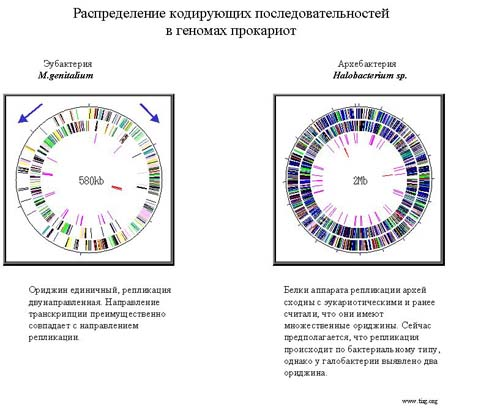 Распределение кодирующих последовательностей
в геномах прокариот
Эубактерия
M.genitalium
Архебактерия
Halobacterium sp.
580kb
2Mb
Ориджин единичный, репликация
двунаправленная. Направление
транскрипции преимущественно
совпадает с направлением
репликации.
Белки аппарата репликации архей
сходны с эукариотическими и ранее
считали, что они имеют
множественные ориджины. Сейчас
предполагается, что репликация
происходит по бактериальному типу,
однако у галобактерии выявлено два
ориджина.
www.tigg.org